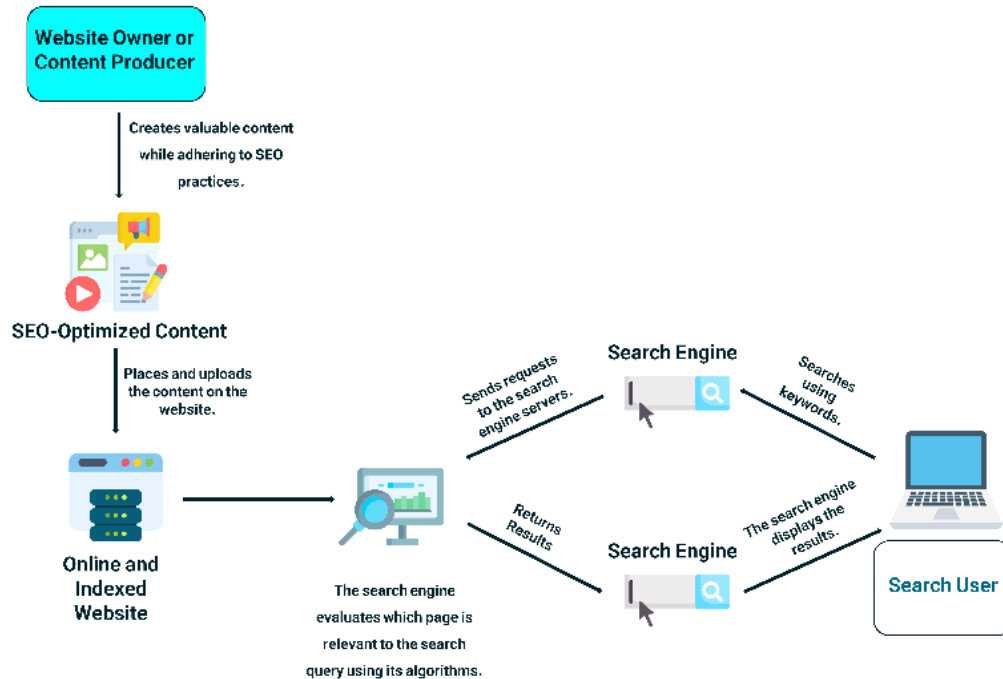 Website Owner or
Content Producer
Creates valuable content
while adhering to SEO
practices.
SEO-Optimized Content
Places and uploads
the content on the
website.
Online and
Indexed
Website
The search engine
evaluates which page is
relevant to the search
query using its algorithms.
Sends requests
to the search
engine servers.
Search Engine
Searches
using
keywords.
Returns
Results
Search Engine
The search engine
displays the
results.
Search User